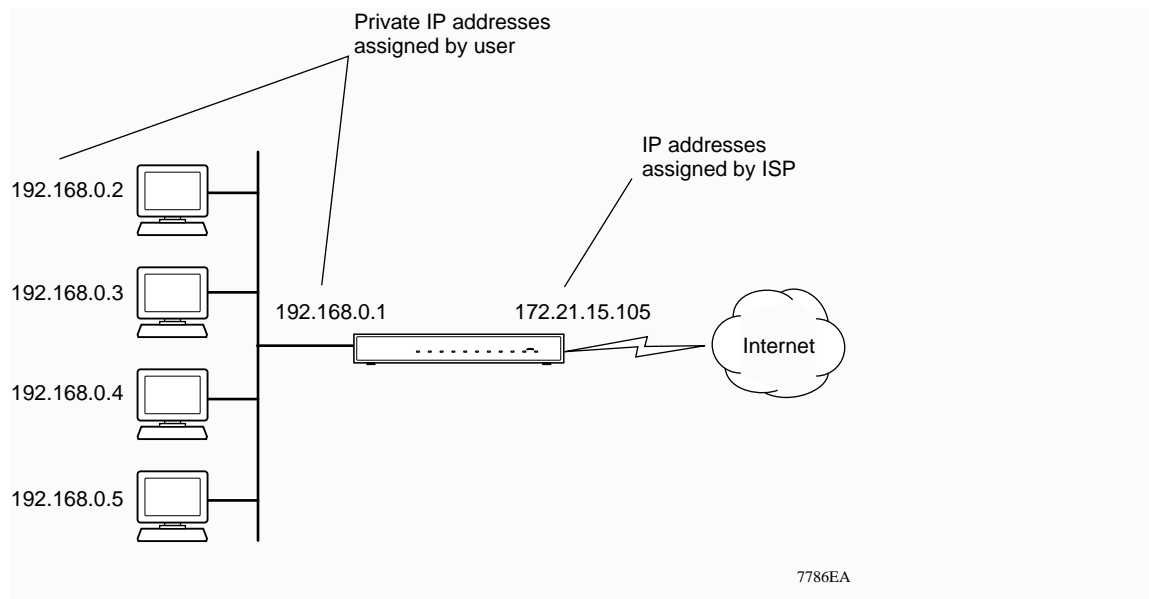 Private IP addresses
assigned by user
IP addresses
assigned by ISP
192.168.0.2
192.168.0.3
192.168.0.1
172.21.15.105
Internet
192.168.0.4
192.168.0.5
7786EA